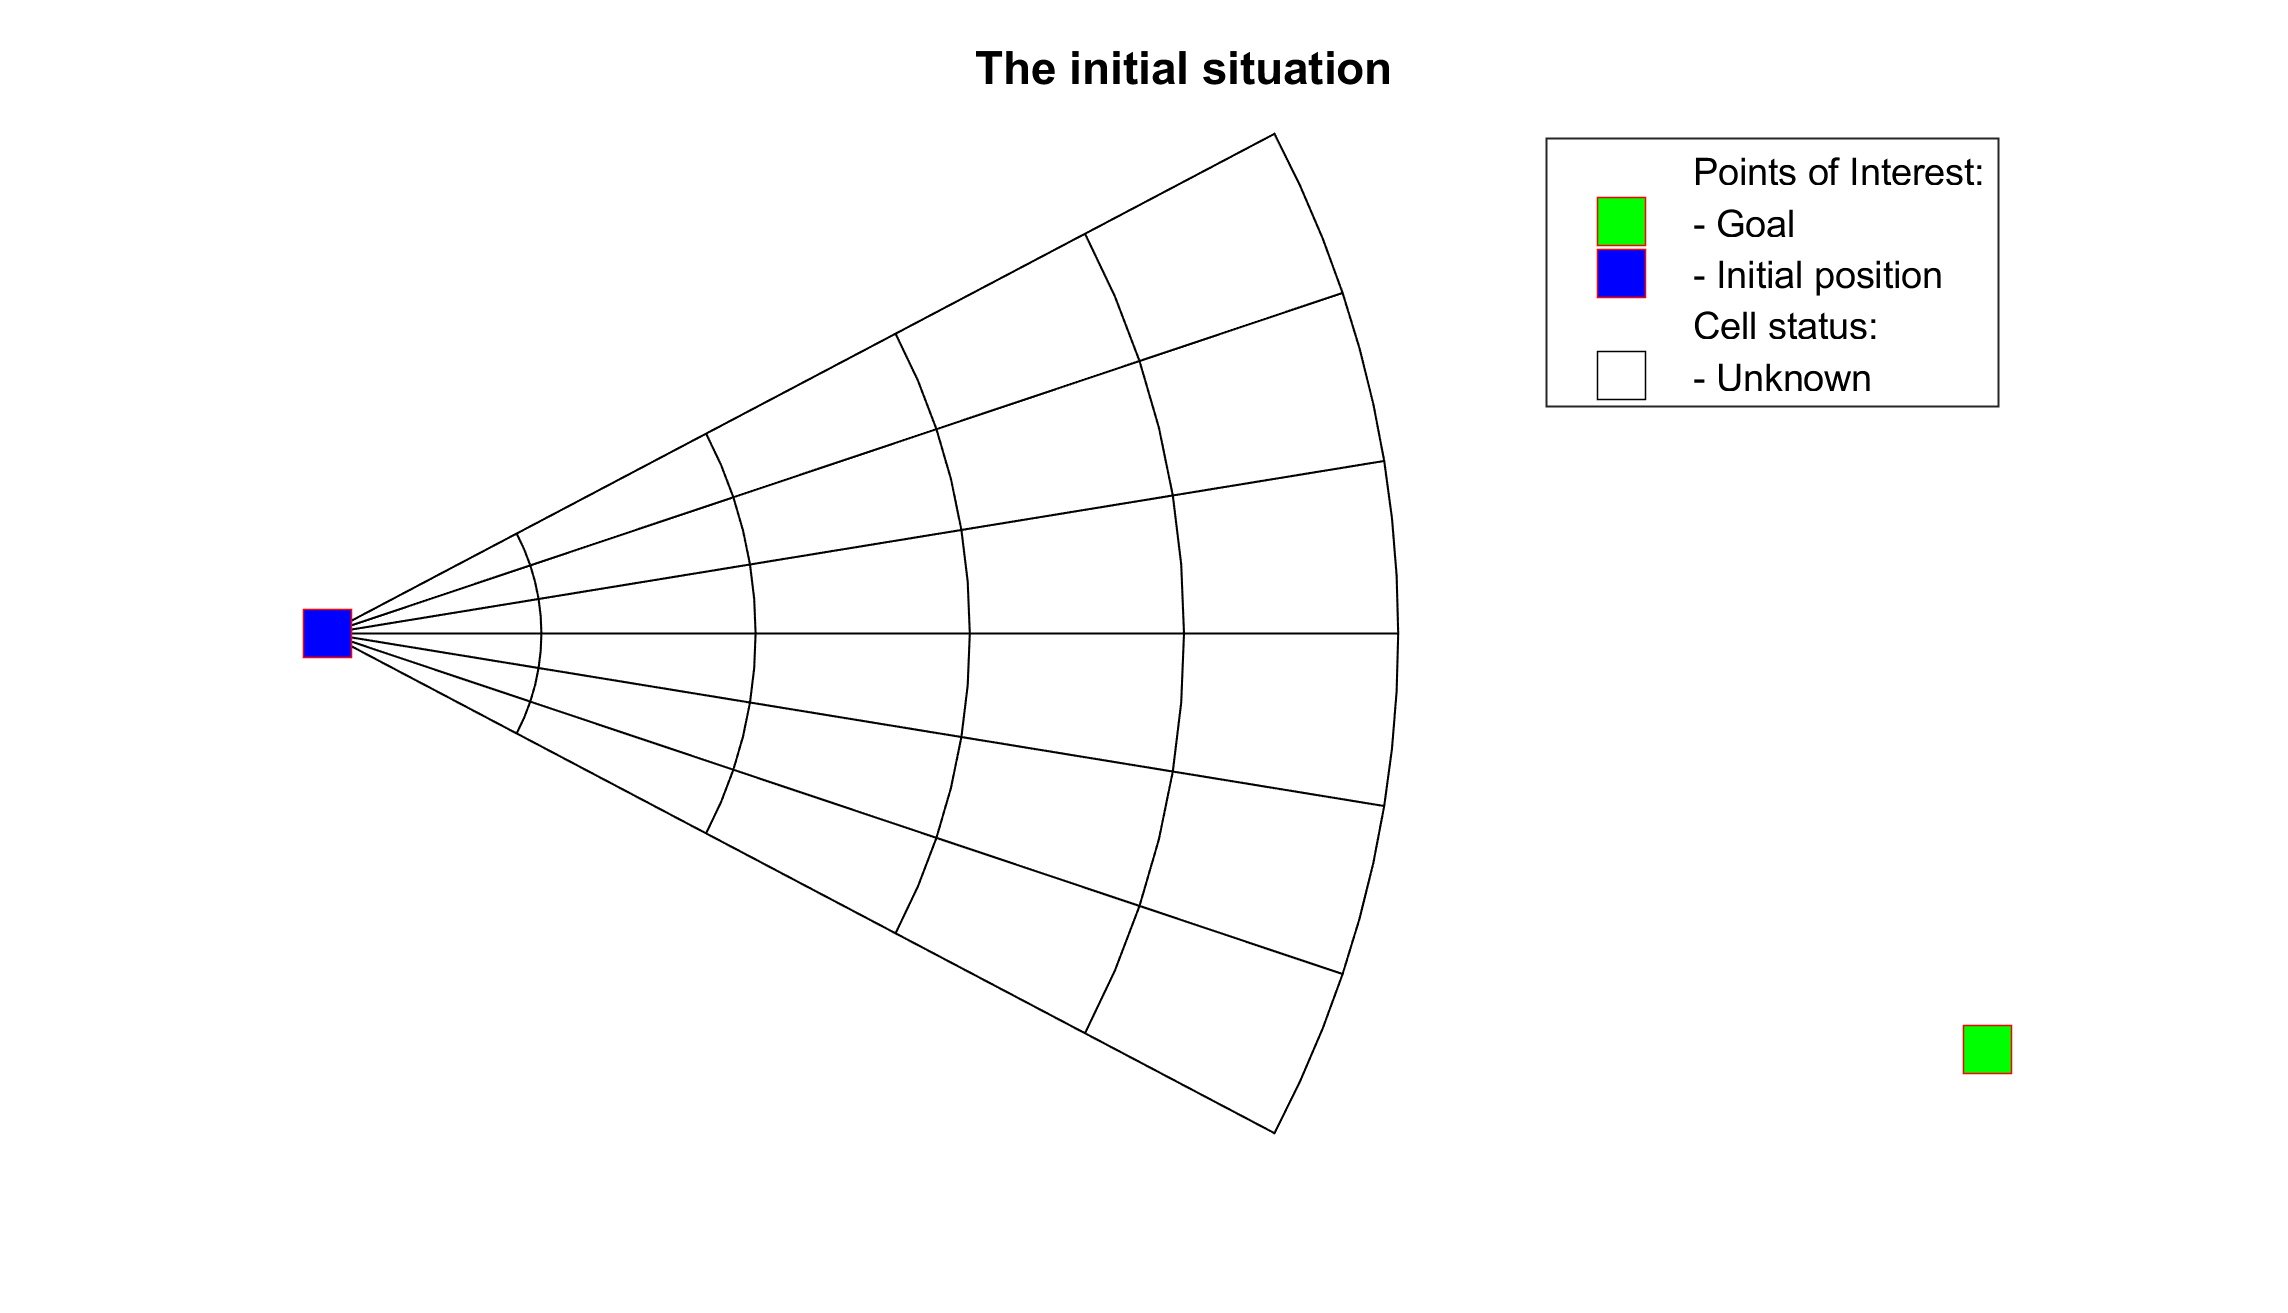 The initial situation
Points of Interest:
- Goal
- Initial position
Cell status:
- Unknown